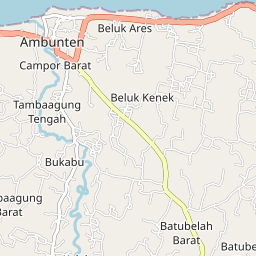 Beluk Ares
Ambunten
Campor Barat
Beluk Kenek
Tambaagung
Tengah
Bukabu
baagung
Barat
Batubelah
Barat
Batubel